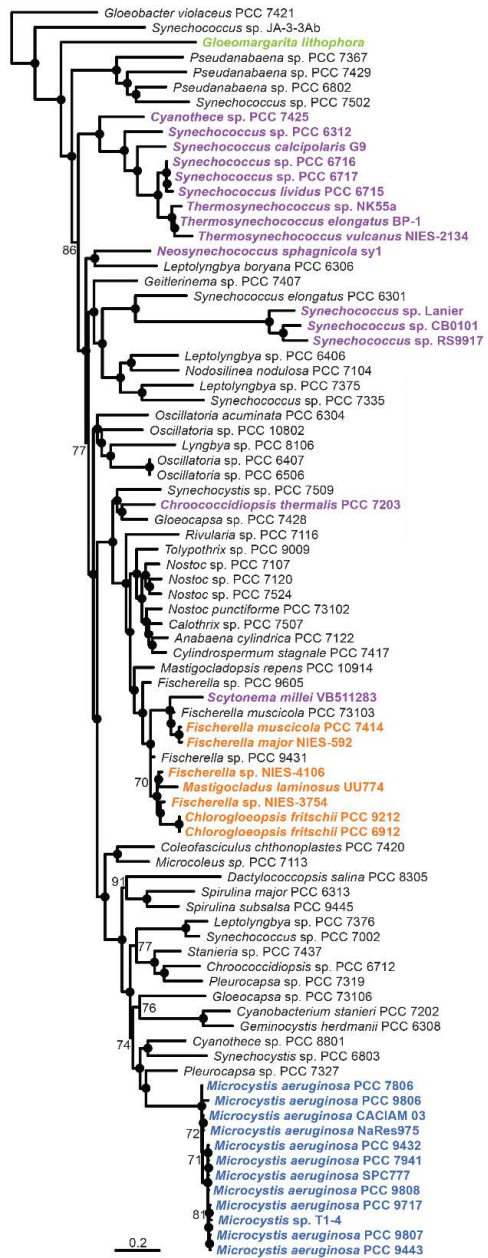 Gloeobacter violaceus PCC 7421
Synechococcus sp. JA-3-3Ab
Gloeomargarita lithophora
Pseudanabaena sp. PCC 7367
Pseudanabaena sp. PCC 7429
Pseudanabaena sp. PCC 6802
Synechococcus sp. PCC 7502
Cyanothece sp. PCC 7425
Synechococcus sp. PCC 6312
Synechococcus calcipolaris G9
Synechococcus sp. PCC 6716
Synechococcus sp. PCC 6717
Synechococcus lividus PCC 6715
Thermosynechococcus sp. NK55a
Thermosynechococcus elongatus BP-1
Thermosynechococcus vulcanus NIES-2134
86
Neosynechococcus sphagnicola sy1
Leptolyngbya boryana PCC 6306
Geitlerinema sp. PCC 7407
Synechococcus elongatus PCC 6301
Synechococcus sp. Lanier
Synechococcus sp. CB0101
Synechococcus sp. RS9917
Leptolyngbya sp. PCC 6406
Nodosilinea nodulosa PCC 7104
Leptolyngbya sp. PCC 7375
Synechococcus sp. PCC 7335
Oscillatoria acuminata PCC 6304
Oscillatoria sp. PCC 10802
77
Lyngbya sp. PCC 8106
Oscillatoria sp. PCC 6407
Oscillatoria sp. PCC 6506
Synechocystis sp. PCC 7509
Chroococcidiopsis thermalis PCC 7203
Gloeocapsa sp. PCC 7428
Rivularia sp. PCC 7116
Tolypothrix sp. PCC 9009
Nostoc sp. PCC 7107
Nostoc sp. PCC 7120
Nostoc sp. PCC 7524
Nostoc punctiforme PCC 73102
Calothrix sp. PCC 7507
Anabaena cylindrica PCC 7122
Cylindrospermum stagnale PCC 7417
Mastigocladopsis repens PCC 10914
Fischerella sp. PCC 9605
Scytonema millei VB511283
Fischerella muscicola PCC 73103
Fischerella muscicola PCC 7414
Fischerella major NIES-592
Fischerella sp. PCC 9431
Fischerella sp. NIES-4106
70
Mastigocladus laminosus UU774
Fischerella sp. NIES-3754
Chlorogloeopsis fritschii PCC 9212
Chlorogloeopsis fritschii PCC 6912
Coleofasciculus chthonoplastes PCC 7420
Microcoleus sp. PCC 7113
91
Dactylococcopsis salina PCC 8305
Spirulina major PCC 6313
Spirulina subsalsa PCC 9445
Leptolyngbya sp. PCC 7376
Synechococcus sp. PCC 7002
77
Stanieria sp. PCC 7437
Chroococcidiopsis sp. PCC 6712
Pleurocapsa sp. PCC 7319
Gloeocapsa sp. PCC 73106
76
Cyanobacterium stanieri PCC 7202
Geminocystis herdmanii PCC 6308
74
Cyanothece sp. PCC 8801
Synechocystis sp. PCC 6803
Pleurocapsa sp. PCC 7327
Microcystis aeruginosa PCC 7806
Microcystis aeruginosa PCC 9806
Microcystis aeruginosa CACIAM 03
72
Microcystis aeruginosa NaRes975
Microcystis aeruginosa PCC 9432
71
Microcystis aeruginosa PCC 7941
Microcystis aeruginosa SPC777
Microcystis aeruginosa PCC 9808
Microcystis aeruginosa PCC 9717
81
Microcystis sp. T1-4
Microcystis aeruginosa PCC 9807
Microcystis aeruginosa PCC 9443
0.2